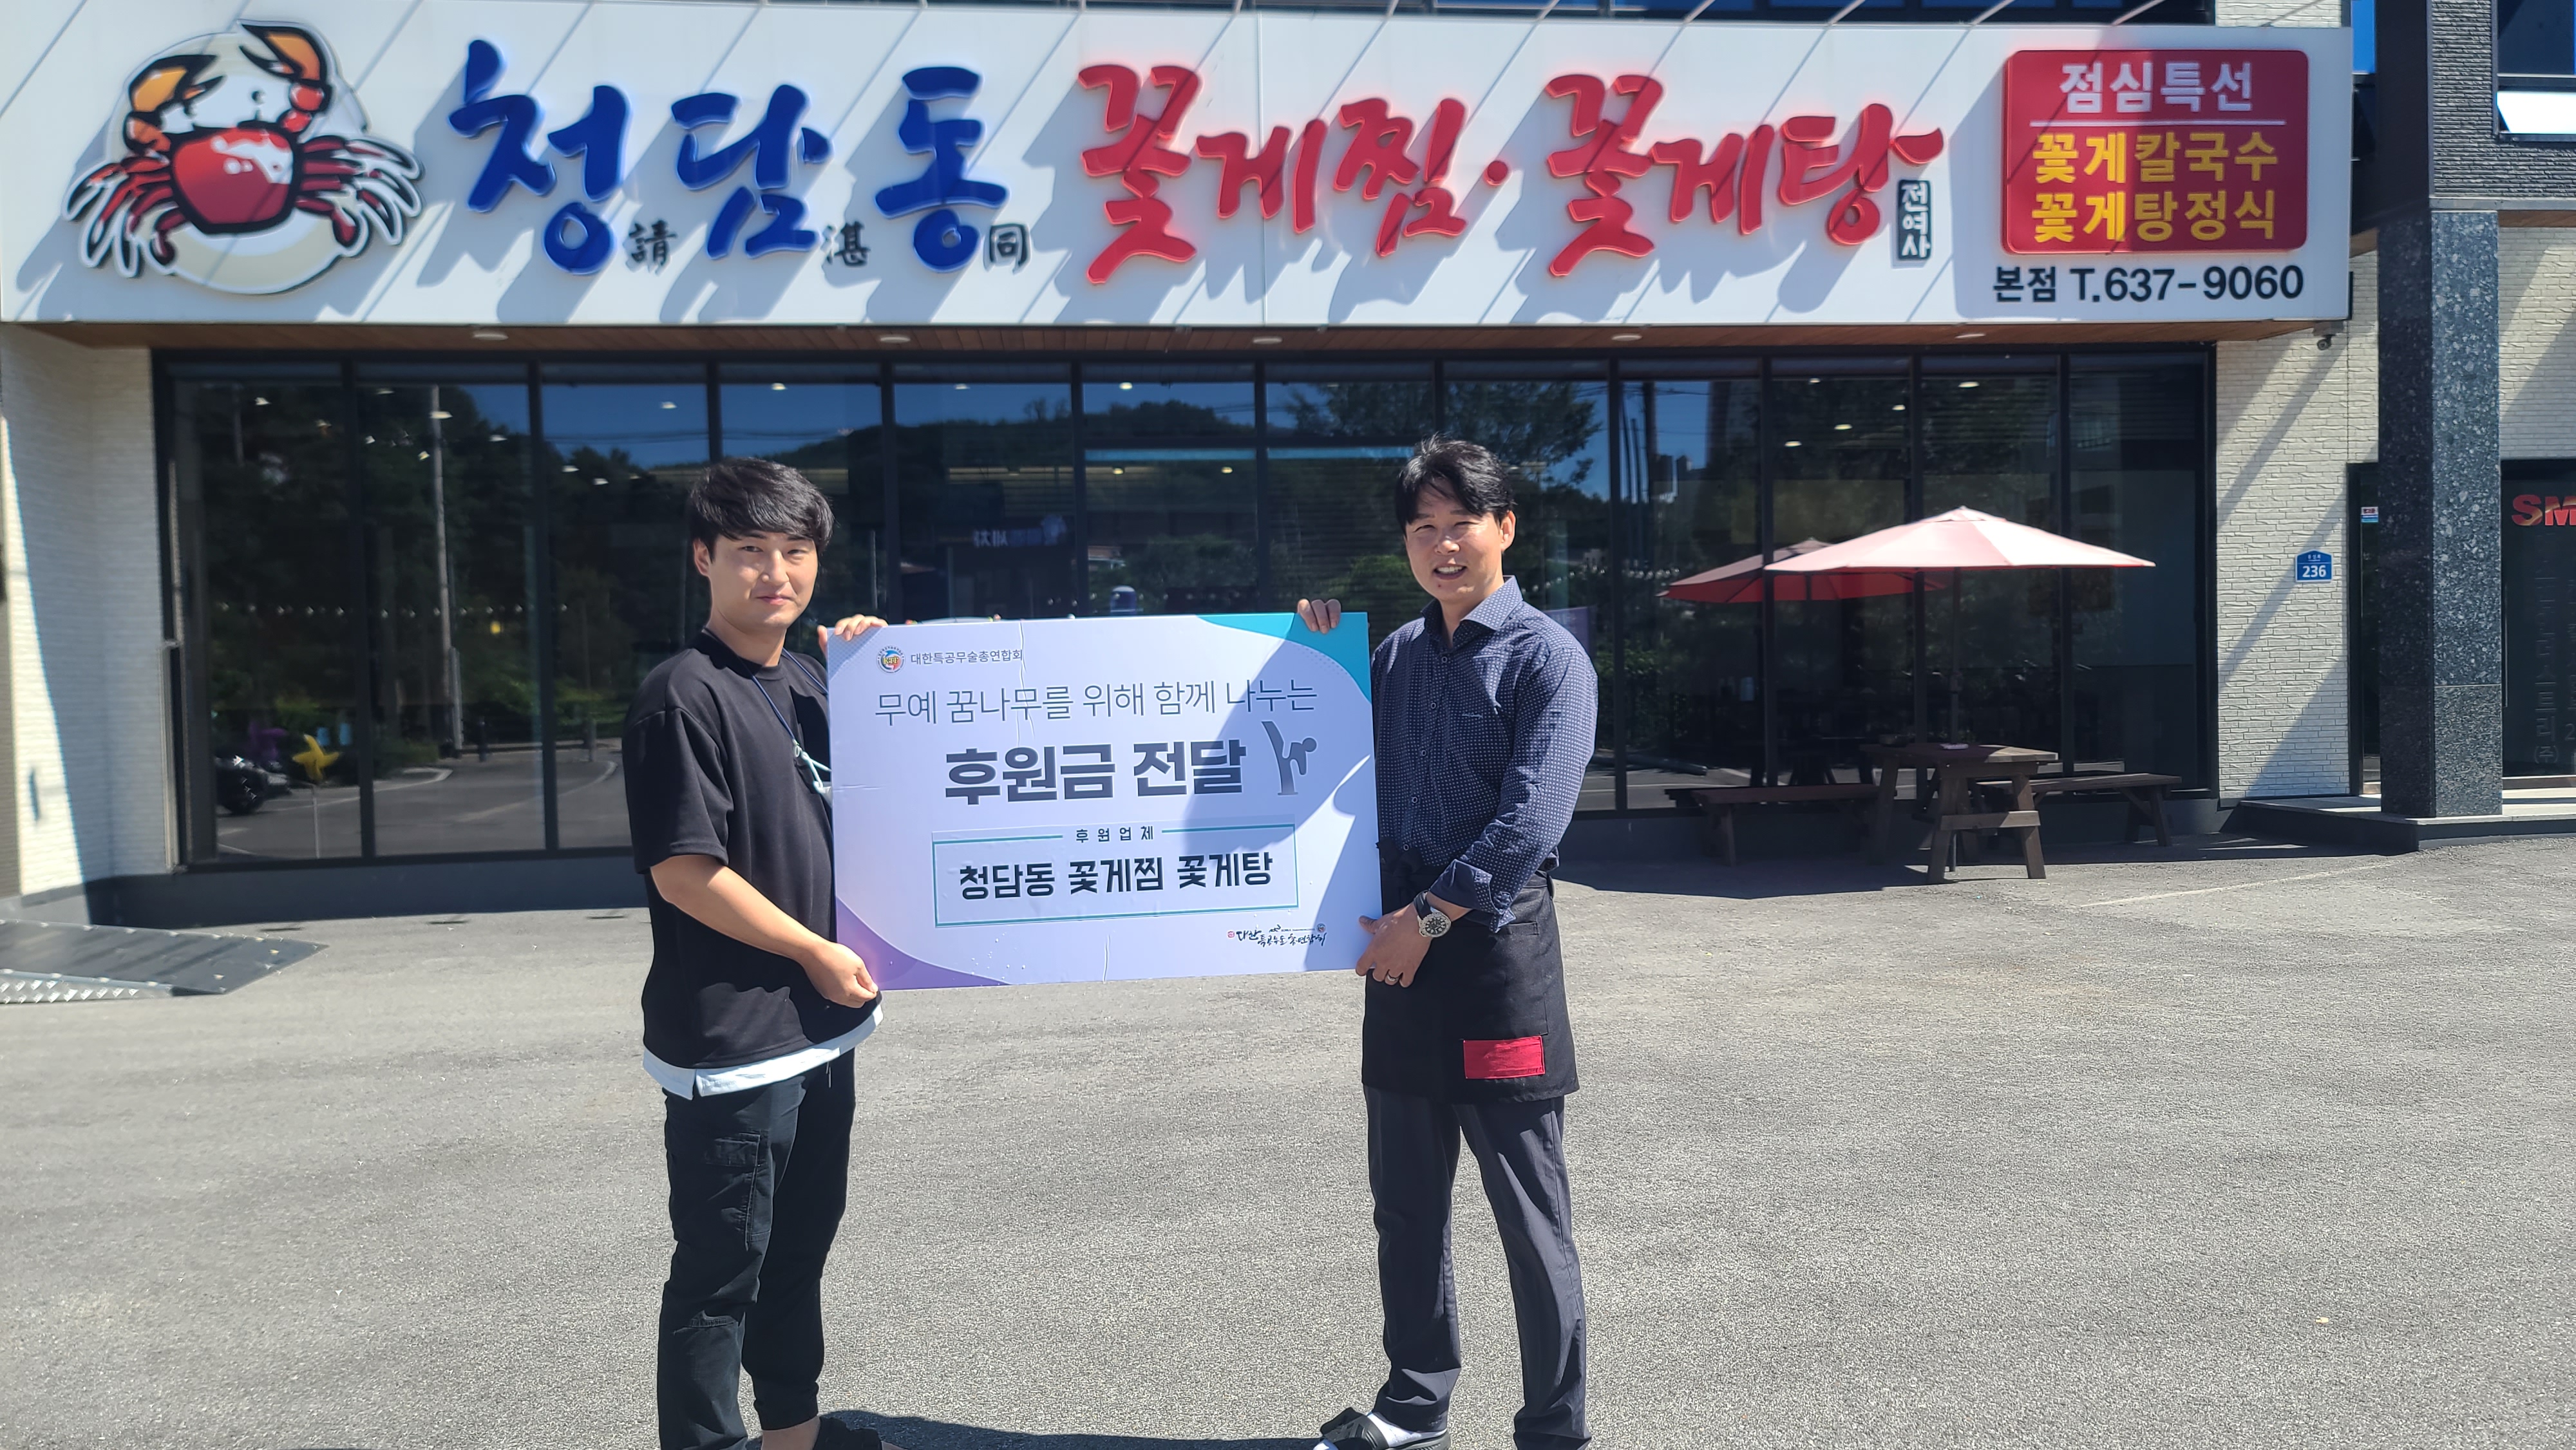 청담동 꽃게찜·꽃게탕
請湛同
전여사
점심특선
꽃게칼국수
꽃게탕정식
본점 T.637-9060
236
SM
대한특공무술총연합회
무예 꿈나무를 위해 함께 나누는
후원금 전달
후원업체
청담동 꽃게찜 꽃게탕